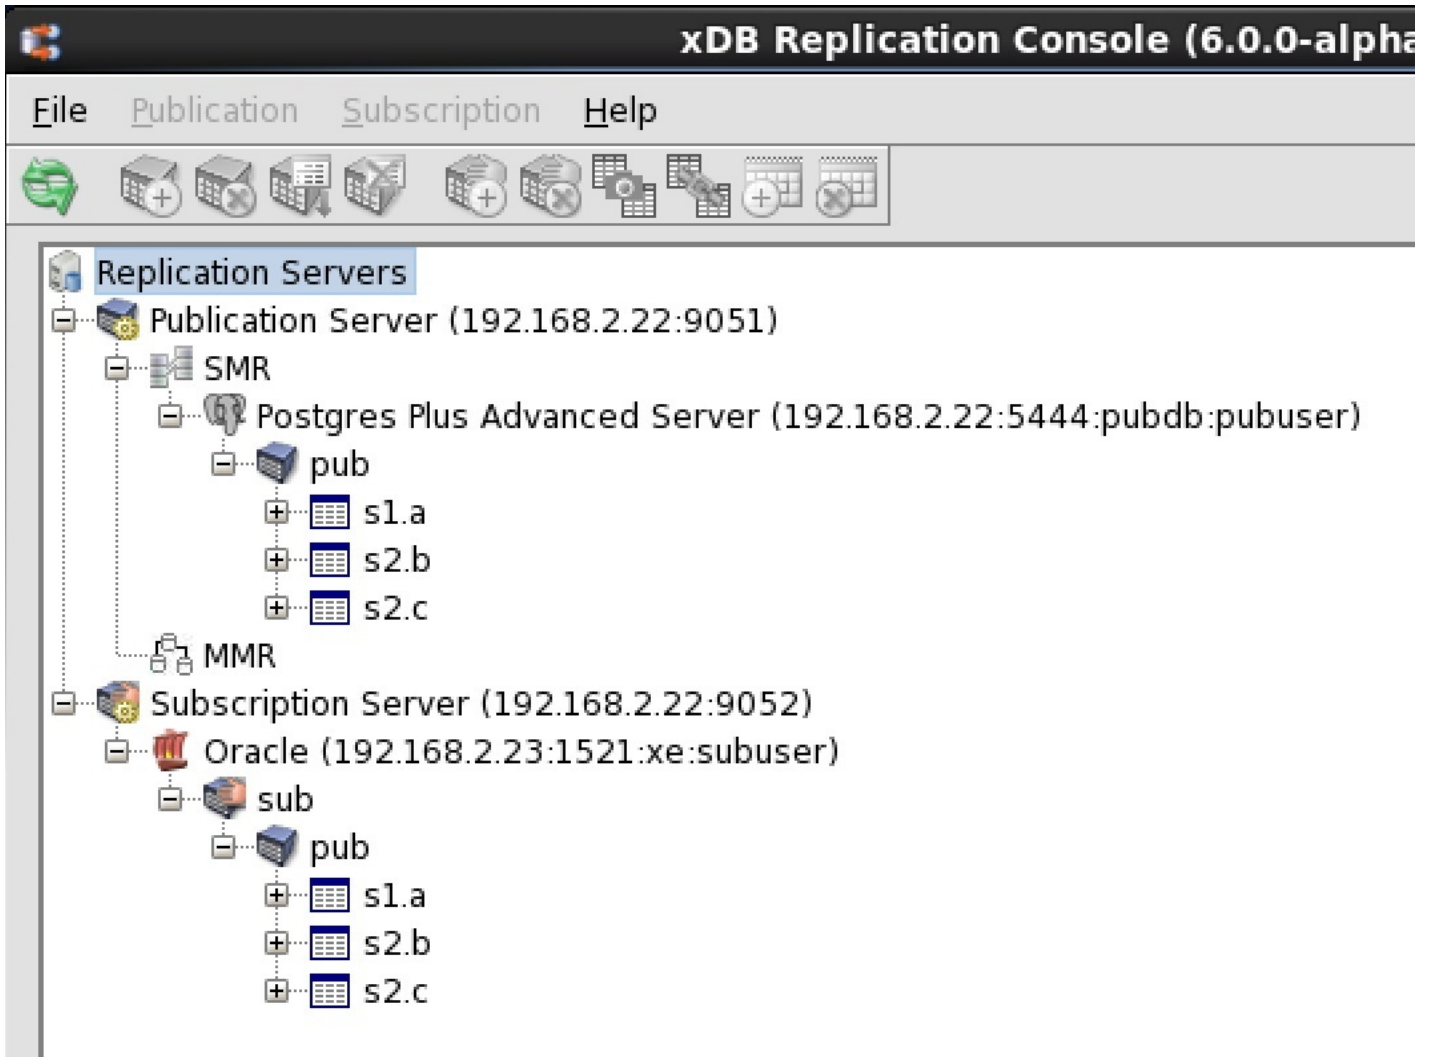 xDB Replication Console (6.0.0-alpha
File Publication Subscription Help
Replication Servers
Publication Server (192.168.2.22:9051)
SMR
Postgres Plus Advanced Server (192.168.2.22:5444:pubdb:pubuser)
pub
s1.a
s2.b
s2.c
MMR
Subscription Server (192.168.2.22:9052)
Oracle (192.168.2.23:1521:xe:subuser)
sub
pub
s1.a
s2.b
s2.c